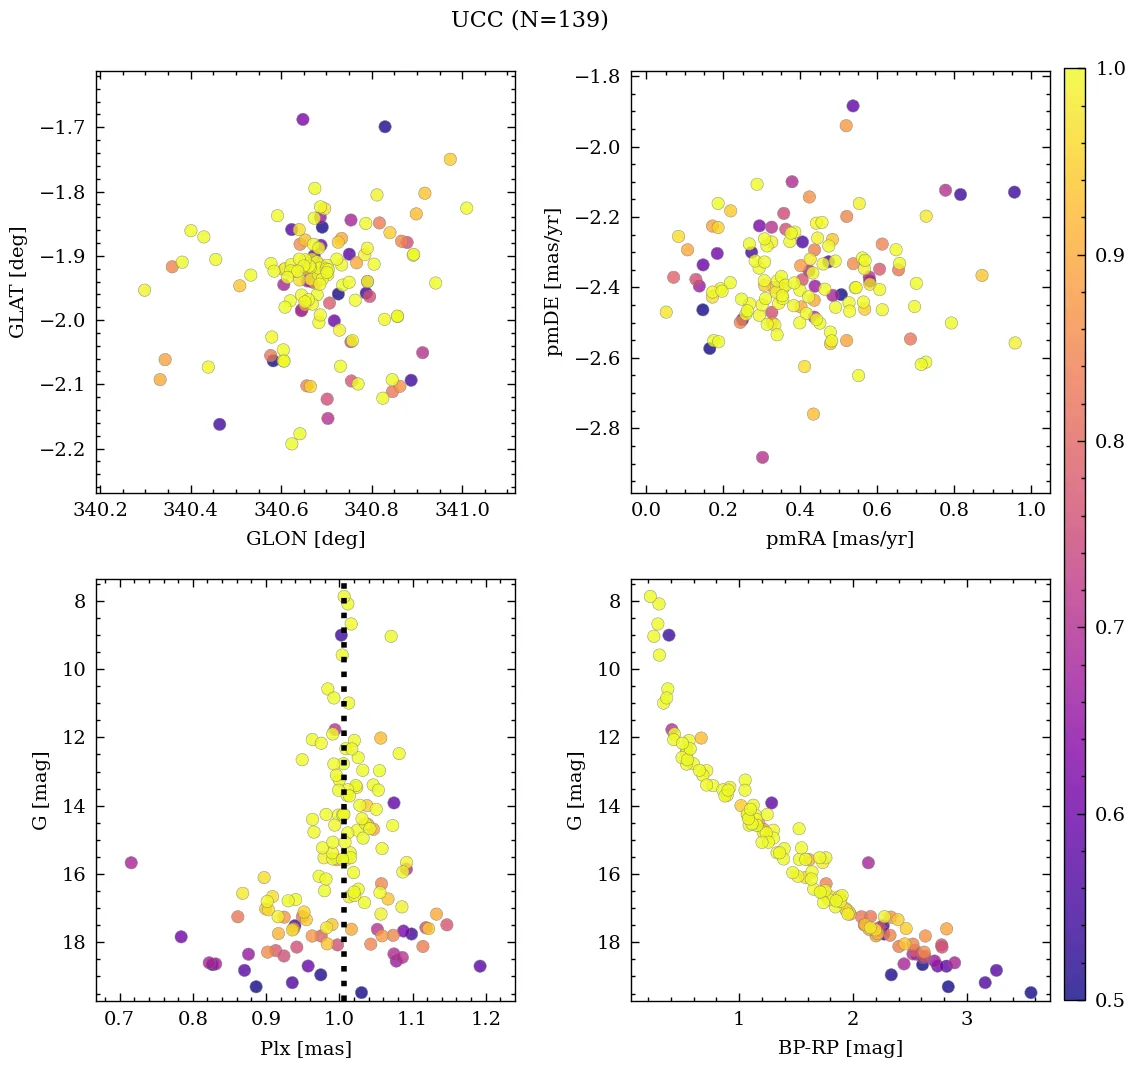 UCC (N=139)
−1.7
−1.8
−1.9
−2.0
−2.1
−2.2
GLAT [deg]
340.2 340.4 340.6 340.8 341.0
GLON [deg]
−1.8
−2.0
−2.2
−2.4
−2.6
−2.8
pmDE [mas/yr]
0.0 0.2 0.4 0.6 0.8 1.0
pmRA [mas/yr]
1.0
0.9
0.8
0.7
0.6
0.5
8
10
12
14
16
18
G [mag]
0.7 0.8 0.9 1.0 1.1 1.2
Plx [mas]
8
10
12
14
16
18
G [mag]
1 2 3
BP-RP [mag]